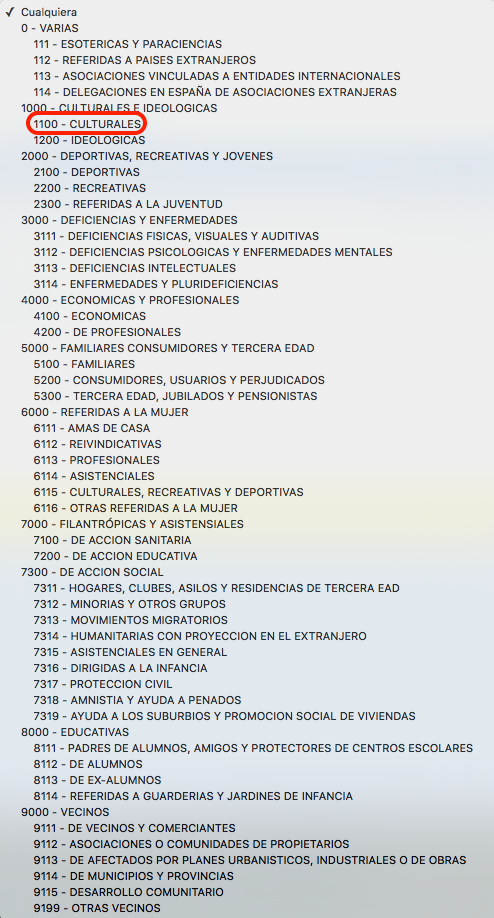 ✓ Cualquiera
0 - VARIAS
111 - ESOTERICAS Y PARACIENCIAS
112 - REFERIDAS A PAISES EXTRANJEROS
113 - ASOCIACIONES VINCULADAS A ENTIDADES INTERNACIONALES
114 - DELEGACIONES EN ESPAÑA DE ASOCIACIONES EXTRANJERAS
1000 - CULTURALES E IDEOLOGICAS
1100 - CULTURALES
1200 - IDEOLOGICAS
2000 - DEPORTIVAS, RECREATIVAS Y JOVENES
2100 - DEPORTIVAS
2200 - RECREATIVAS
2300 - REFERIDAS A LA JUVENTUD
3000 - DEFICIENCIAS Y ENFERMEDADES
3111 - DEFICIENCIAS FISICAS, VISUALES Y AUDITIVAS
3112 - DEFICIENCIAS PSICOLOGICAS Y ENFERMEDADES MENTALES
3113 - DEFICIENCIAS INTELECTUALES
3114 - ENFERMEDADES Y PLURIDEFICIENCIAS
4000 - ECONOMICAS Y PROFESIONALES
4100 - ECONOMICAS
4200 - DE PROFESIONALES
5000 - FAMILIARES CONSUMIDORES Y TERCERA EDAD
5100 - FAMILIARES
5200 - CONSUMIDORES, USUARIOS Y PERJUDICADOS
5300 - TERCERA EDAD, JUBILADOS Y PENSIONISTAS
6000 - REFERIDAS A LA MUJER
6111 - AMAS DE CASA
6112 - REIVINDICATIVAS
6113 - PROFESIONALES
6114 - ASISTENCIALES
6115 - CULTURALES, RECREATIVAS Y DEPORTIVAS
6116 - OTRAS REFERIDAS A LA MUJER
7000 - FILANTRÓPICAS Y ASISTENSIALES
7100 - DE ACCION SANITARIA
7200 - DE ACCION EDUCATIVA
7300 - DE ACCION SOCIAL
7311 - HOGARES, CLUBES, ASILOS Y RESIDENCIAS DE TERCERA EAD
7312 - MINORIAS Y OTROS GRUPOS
7313 - MOVIMIENTOS MIGRATORIOS
7314 - HUMANITARIAS CON PROYECCION EN EL EXTRANJERO
7315 - ASISTENCIALES EN GENERAL
7316 - DIRIGIDAS A LA INFANCIA
7317 - PROTECCION CIVIL
7318 - AMNISTIA Y AYUDA A PENADOS
7319 - AYUDA A LOS SUBURBIOS Y PROMOCION SOCIAL DE VIVIENDAS
8000 - EDUCATIVAS
8111 - PADRES DE ALUMNOS, AMIGOS Y PROTECTORES DE CENTROS ESCOLARES
8112 - DE ALUMNOS
8113 - DE EX-ALUMNOS
8114 - REFERIDAS A GUARDERIAS Y JARDINES DE INFANCIA
9000 - VECINOS
9111 - DE VECINOS Y COMERCIANTES
9112 - ASOCIACIONES O COMUNIDADES DE PROPIETARIOS
9113 - DE AFECTADOS POR PLANES URBANISTICOS, INDUSTRIALES O DE OBRAS
9114 - DE MUNICIPIOS Y PROVINCIAS
9115 - DESARROLLO COMUNITARIO
9199 - OTRAS VECINOS